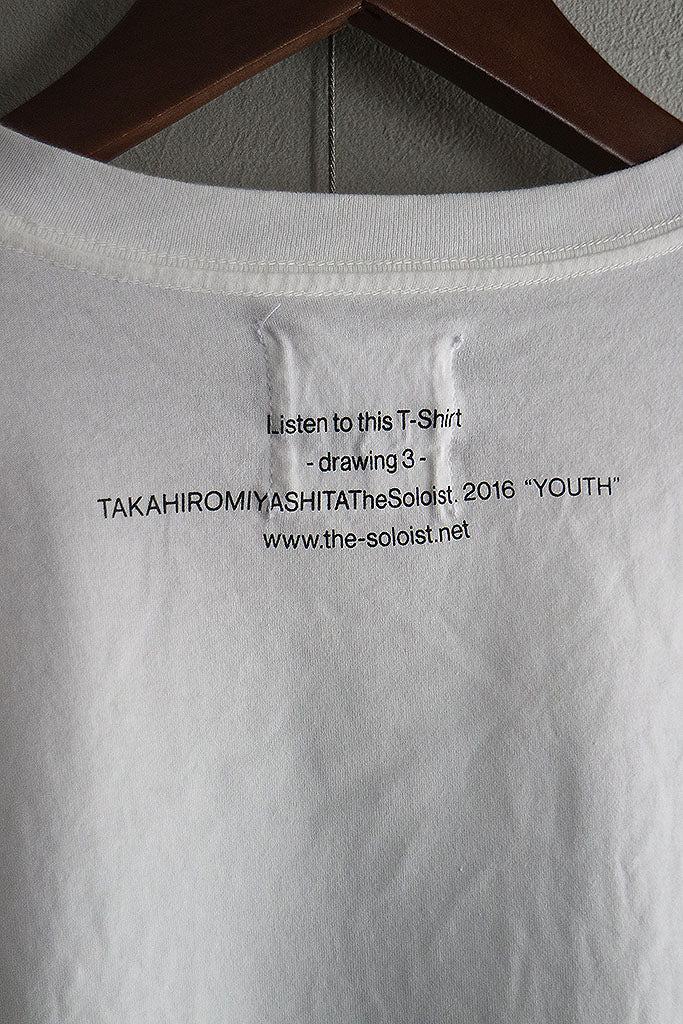 Listen to this T-Shirt
- drawing 3 -
TAKAHIROMIYASHITATheSoloist. 2016 “YOUTH”
www.the-soloist.net